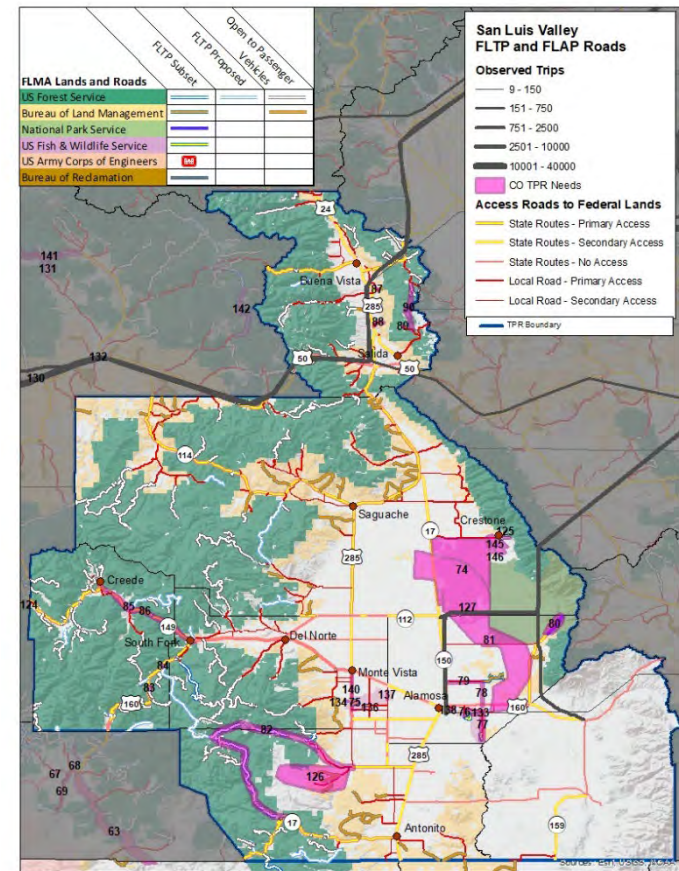 FLTP Subset
FLTP Proposed
Open to Passenger
Vehicles
FLMA Lands and Roads
US Forest Service
Bureau of Land Management
National Park Service
US Fish & Wildlife Service
US Army Corps of Engineers
Bureau of Reclamation
San Luis Valley
FLTP and FLAP Roads
Observed Trips
9 - 150
151 - 750
751 - 2500
2501 - 10000
10001 - 40000
CO TPR Needs
Access Roads to Federal Lands
State Routes - Primary Access
State Routes - Secondary Access
State Routes - No Access
Local Road - Primary Access
Local Road - Secondary Access
TPR Boundary
24
141
131
Buena Vista
87
285
142
90
88
89
132
50
Salida
50
130
114
Saguache
17
Crestone
125
145
146
285
74
Creede
124
85
86
149
127
112
80
South Fork
Del Norte
81
150
84
Monte Vista
79
83
160
140
137
Alamosa
78
134
75
136
138
76
133
160
77
82
285
126
68
67
69
63
17
Antonito
159